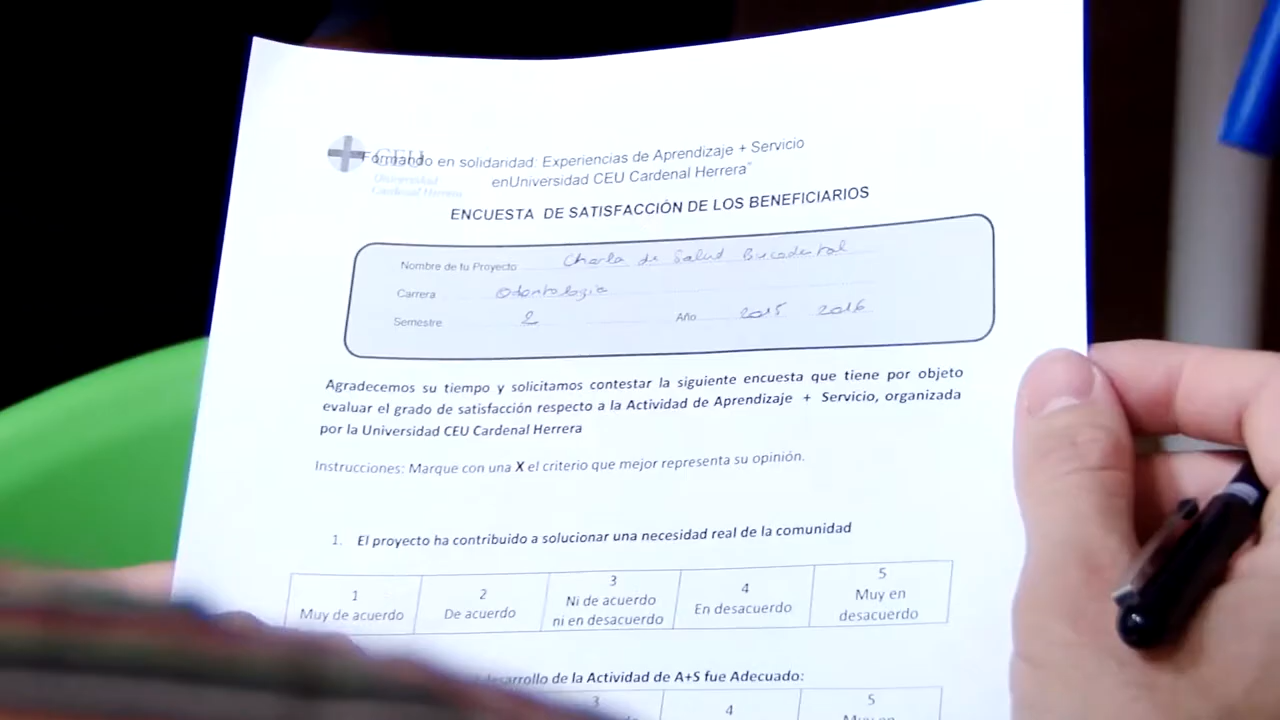 CEU
Universidad
Cardenal Herrera
"Formando en solidaridad: Experiencias de Aprendizaje + Servicio
enUniversidad CEU Cardenal Herrera"
ENCUESTA DE SATISFACCIÓN DE LOS BENEFICIARIOS
Nombre de tu Proyecto Charla de Salud Bucodental
Carrera Odontologia
Semestre 2 Año 2015 2016
Agradecemos su tiempo y solicitamos contestar la siguiente encuesta que tiene por objeto
evaluar el grado de satisfacción respecto a la Actividad de Aprendizaje + Servicio, organizada
por la Universidad CEU Cardenal Herrera
Instrucciones: Marque con una X el criterio que mejor representa su opinión.
1. El proyecto ha contribuido a solucionar una necesidad real de la comunidad
1 2 3 4 5
Muy de acuerdo De acuerdo Ni de acuerdo En desacuerdo Muy en
ni en desacuerdo desacuerdo
desarrollo de la Actividad de A+S fue Adecuado:
3 4 5
Muy en